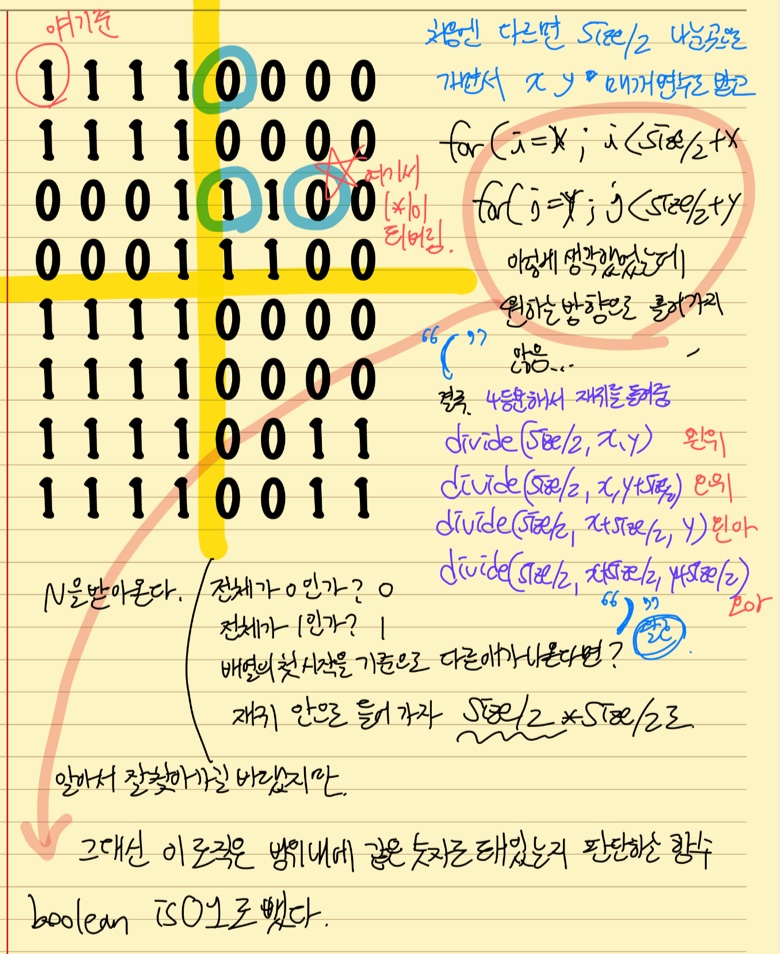 여기준
1 1 1 1 0 0 0 0
1 1 1 1 0 0 0 0
0 0 0 1 1 1 0 0
0 0 0 1 1 1 0 0
1 1 1 1 0 0 0 0
1 1 1 1 0 0 0 0
1 1 1 1 0 0 1 1
1 1 1 1 0 0 1 1
여기서
(*이
튀버림.
처음엔 다르면 size/2 나눈곳으로
가면서 x y 매개변수로 받고
for(i=x; i<size/2+x
for(j=y; j<size/2+y
이렇게 생각했었는데
원하는 방향으로 흘러가지
않음...
"("
결국, 4등분해서 재귀를 돌려줌
divide(size/2, x, y) 왼위
divide(size/2, x, y+size/2) 오위
divide(size/2, x+size/2, y) 왼아
divide(size/2, x+size/2, y+size/2)
오아
")"
N을 받아온다.
전체가 0인가? 0
전체가 1인가? 1
배열의 첫 시작을 기준으로 다른애가 나온다면?
재귀 안으로 들어가자 size/2 * size/2로
알아서 잘찾아가길 바랬지만,
그대신 이 로직은 범위내에 같은 숫자로 돼있는지 판단하는 함수
boolean is01로 뺐다.